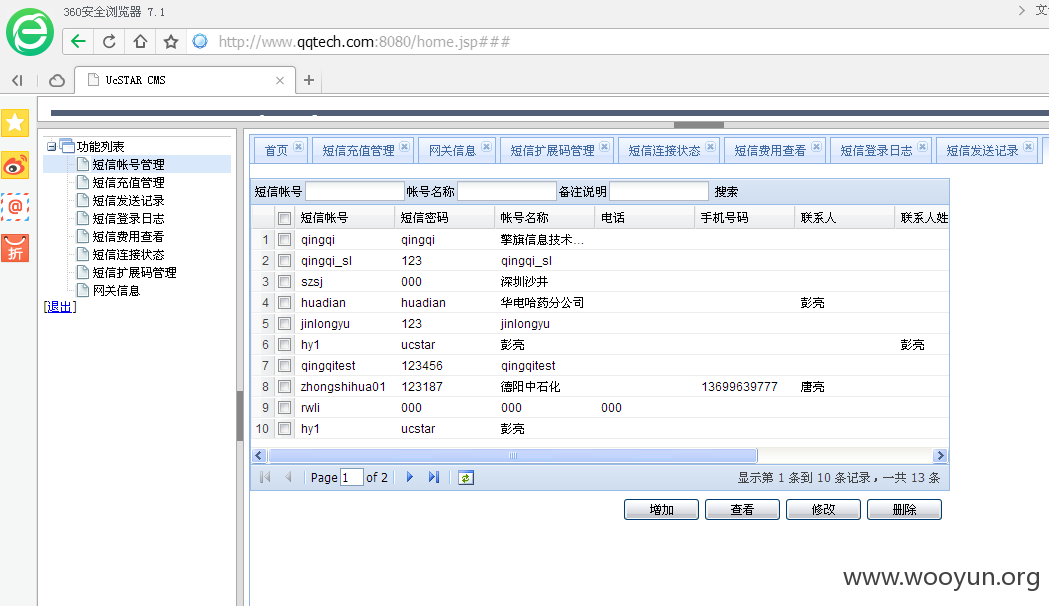 360安全浏览器 7.1
文
http://www.qqtech.com:8080/home.jsp###
UcSTAR CMS
功能列表
短信帐号管理
短信充值管理
短信发送记录
短信登录日志
短信费用查看
短信连接状态
短信扩展码管理
网关信息
[退出]
首页 短信充值管理 网关信息 短信扩展码管理 短信连接状态 短信费用查看 短信登录日志 短信发送记录
短信帐号 帐号名称 备注说明 搜索
短信帐号 短信密码 帐号名称 电话 手机号码 联系人 联系人姓
1 qingqi qingqi 擎旗信息技术...
2 qingqi_sl 123 qingqi_sl
3 szsj 000 深圳沙井
4 huadian huadian 华电哈药分公司 彭亮
5 jinlongyu 123 jinlongyu
6 hy1 ucstar 彭亮 彭亮
7 qingqitest 123456 qingqitest
8 zhongshihua01 123187 德阳中石化 13699639777 唐亮
9 rwli 000 000 000
10 hy1 ucstar 彭亮
Page 1 of 2
显示第 1 条到 10 条记录，一共 13 条
增加 查看 修改 删除
www.wooyun.org
@
折